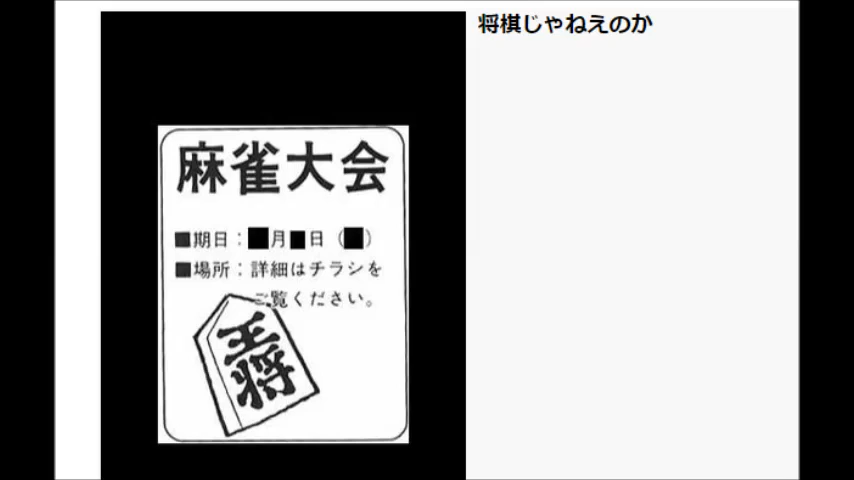 将棋じゃねえのか
麻雀大会
■期日：■月■日（■）
■場所：詳細はチラシを
ご覧ください。
王将